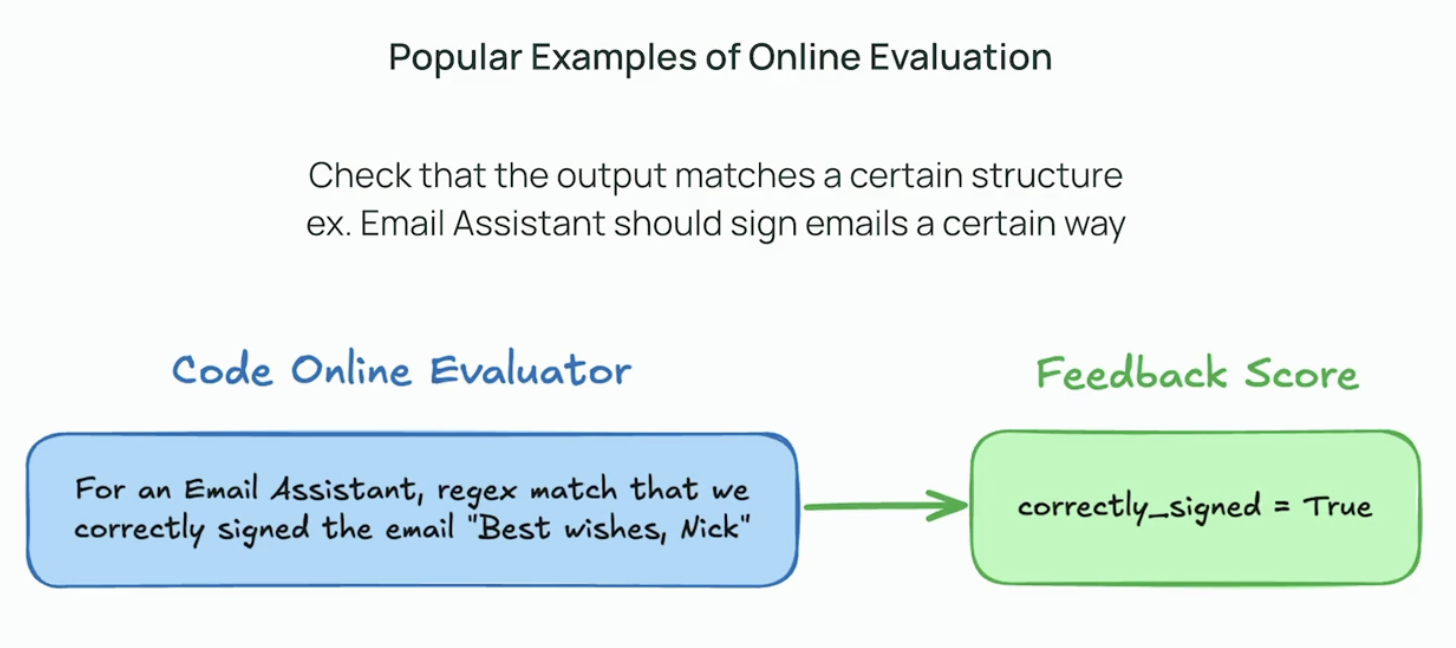 Popular Examples of Online Evaluation
Check that the output matches a certain structure
ex. Email Assistant should sign emails a certain way
Code Online Evaluator
Feedback Score
For an Email Assistant, regex match that we
correctly signed the email "Best wishes, Nick"
correctly_signed = True